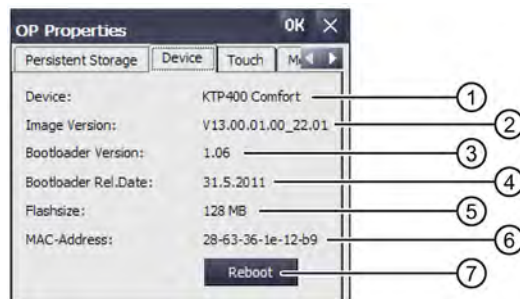 OP Properties OK ×
Persistent Storage Device Touch
Device: KTP400 Comfort 1
Image Version: V13.00.01.00_22.01 2
Bootloader Version: 1.06 3
Bootloader Rel.Date: 31.5.2011 4
Flashsize: 128 MB 5
MAC-Address: 28-63-36-1e-12-b9 6
Reboot 7